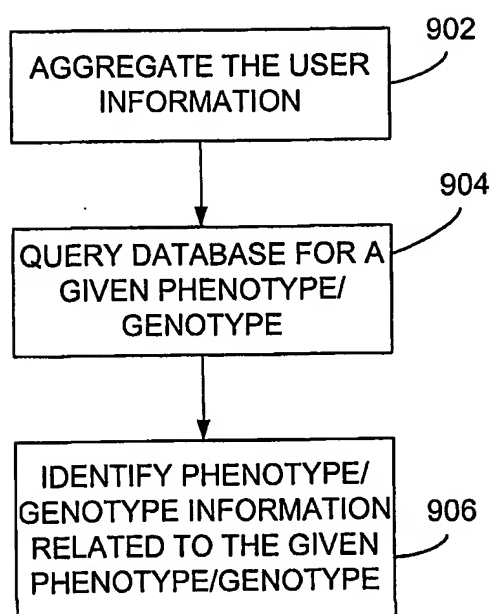 902
AGGREGATE THE USER
INFORMATION
904
QUERY DATABASE FOR A
GIVEN PHENOTYPE/
GENOTYPE
IDENTIFY PHENOTYPE/
GENOTYPE INFORMATION
RELATED TO THE GIVEN
PHENOTYPE/GENOTYPE
906